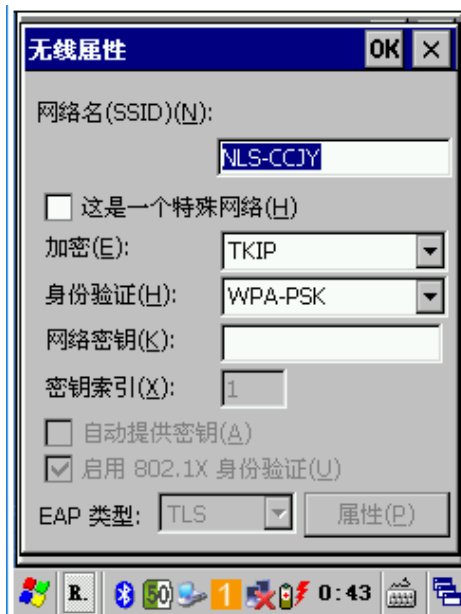 无线属性 OK ×
网络名(SSID)(N):
NLS-CCJY
这是一个特殊网络(H)
加密(E): TKIP
身份验证(H): WPA-PSK
网络密钥(K):
密钥索引(X): 1
自动提供密钥(A)
启用 802.1X 身份验证(U)
EAP 类型: TLS 属性(P)
R. 50 1 0:43